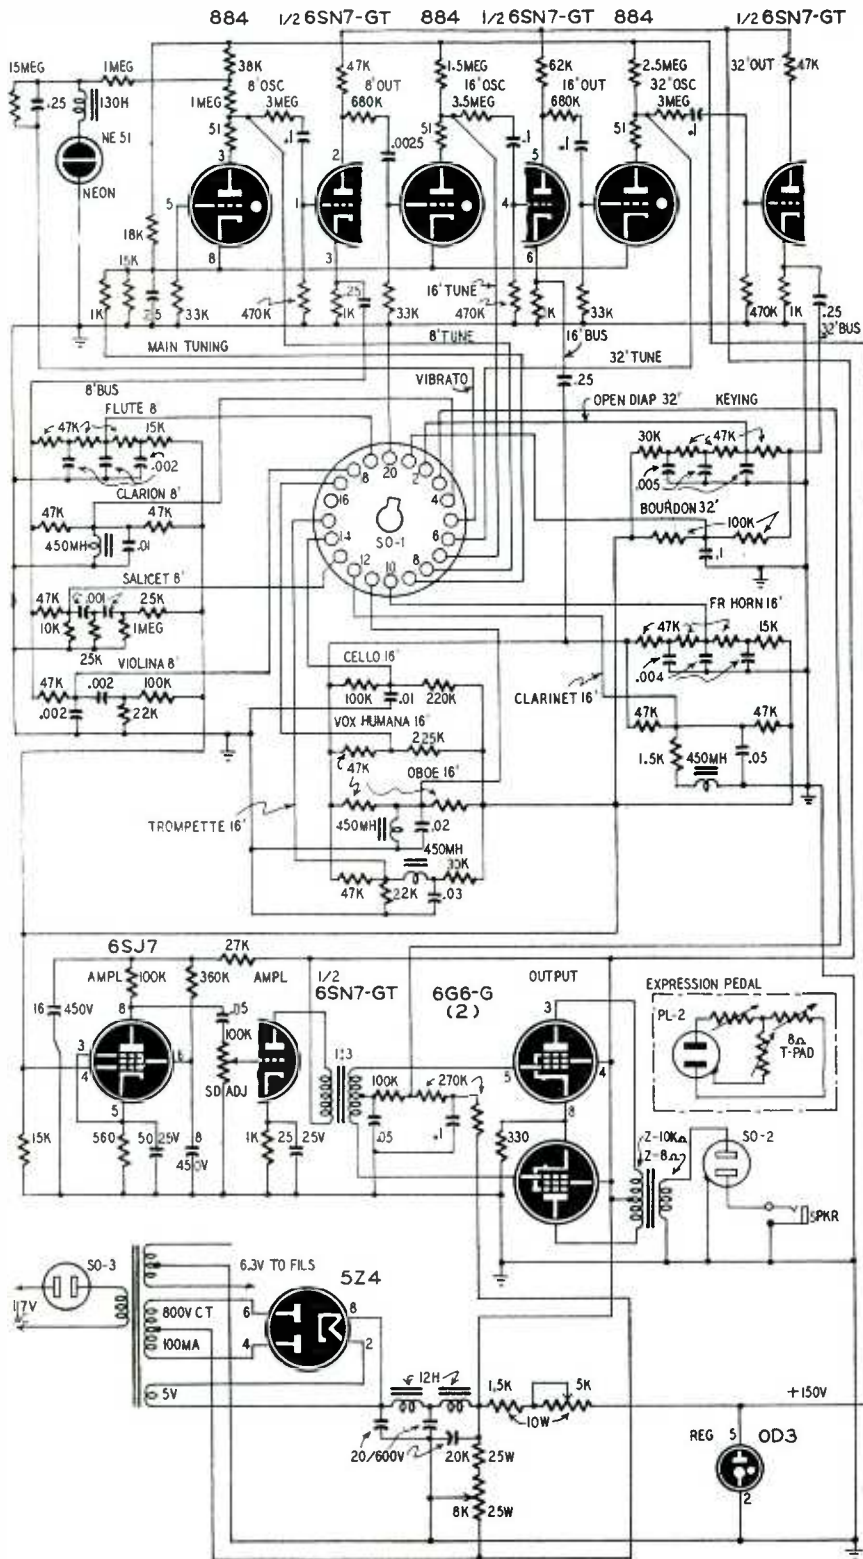 884 1/2 6SN7-GT 884 1/2 6SN7-GT 884 1/2 6SN7-GT
15MEG 1MEG 38K 47K 8' OUT 1.5MEG 62K 16' OUT 2.5MEG 32' OUT 47K
.25 130H 1MEG 8' OSC 3MEG 680K 16' OSC 3.5MEG 680K 32' OSC 3MEG
NE 51 51 .1 .0025 51 .1 .1 51 .1
NEON 3 2 5
5 1 4
8 3 6
18K
15K
1K 33K 470K 1K .25 33K 16' TUNE 470K 33K 470K 1K .25
32' BUS
MAIN TUNING 8' TUNE 16' BUS 32' TUNE
VIBRATO .25
8' BUS OPEN DIAP 32' KEYING
FLUTE 8
47K 15K 20 30K 47K
.002 8 2 .005
CLARION 8' 16 4 BOURDON 32'
47K 47K SO-1 100K
450MH .01 14 6 .1
SALICET 8' 12 10 8
47K .001 25K FR HORN 16'
10K 25K 1MEG 47K 15K
VIOLINA 8' CELLO 16' .004
47K .002 100K 100K .01 220K CLARINET 16'
.002 22K VOX HUMANA 16' 47K 47K
47K 225K 1.5K 450MH .05
OBOE 16'
TROMPETTE 16' 450MH .02
450MH
47K 22K .03
6SJ7 27K
AMPL 100K 360K AMPL 1/2 6SN7-GT 6G6-G (2) OUTPUT EXPRESSION PEDAL
16 450V 8 .05 3 PL-2
3 100K 1:3 8Ω
4 6 SD ADJ 100K 270K 5 4 T-PAD
5 8
15K 560 50 25V 8 450V 1K 25 25V .05 .1 330 Z=10KΩ SO-2
Z=8Ω
SPKR
SO-3 6.3V TO FILS 5Z4
800V CT 6 8
100MA 4 2
5V 12H 1.5K 5K +150V
10W
20/600V 20K 25W REG 5 OD3
8K 25W 2